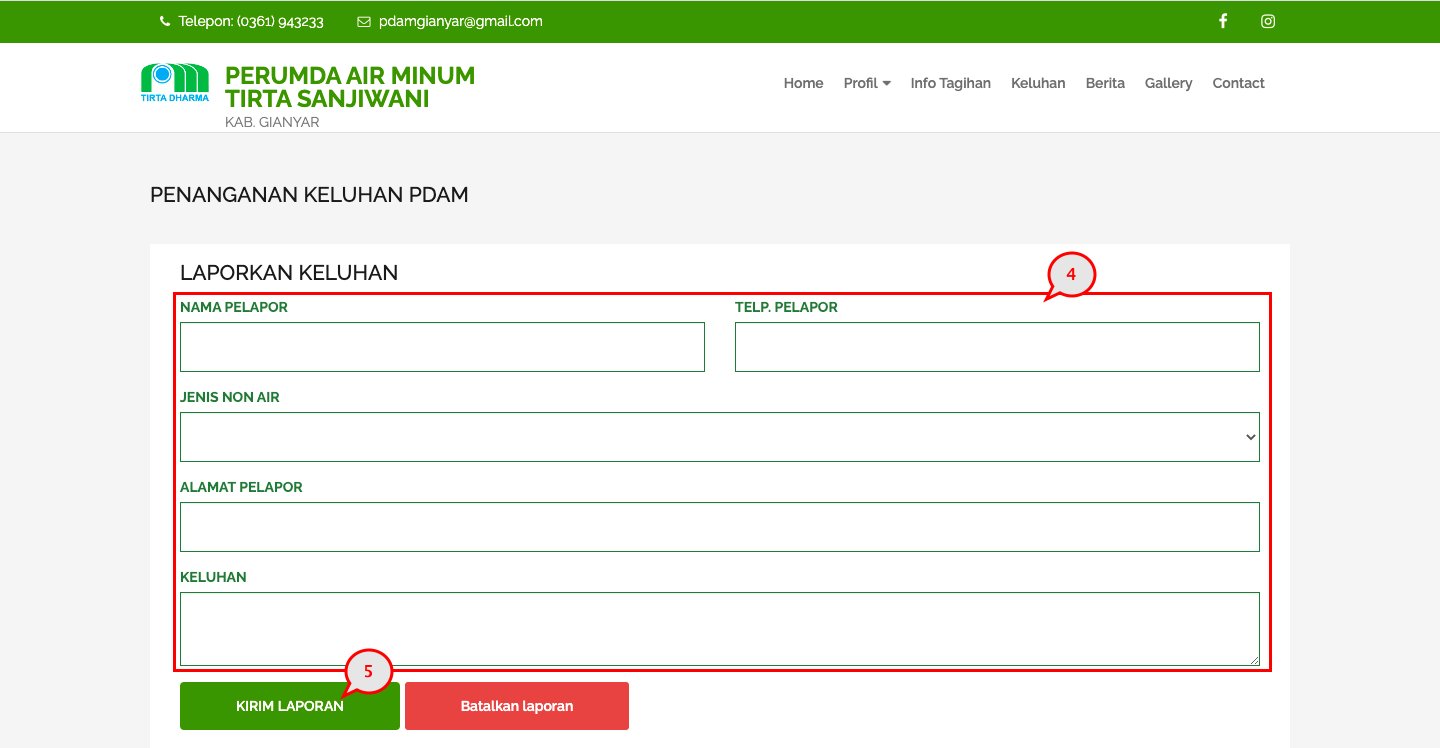 Telepon: (0361) 943233 pdamgianyar@gmail.com
TIRTA DHARMA
PERUMDA AIR MINUM
TIRTA SANJIWANI
KAB. GIANYAR
Home Profil Info Tagihan Keluhan Berita Gallery Contact
PENANGANAN KELUHAN PDAM
LAPORKAN KELUHAN
4
NAMA PELAPOR TELP. PELAPOR
JENIS NON AIR
ALAMAT PELAPOR
KELUHAN
5
KIRIM LAPORAN Batalkan laporan